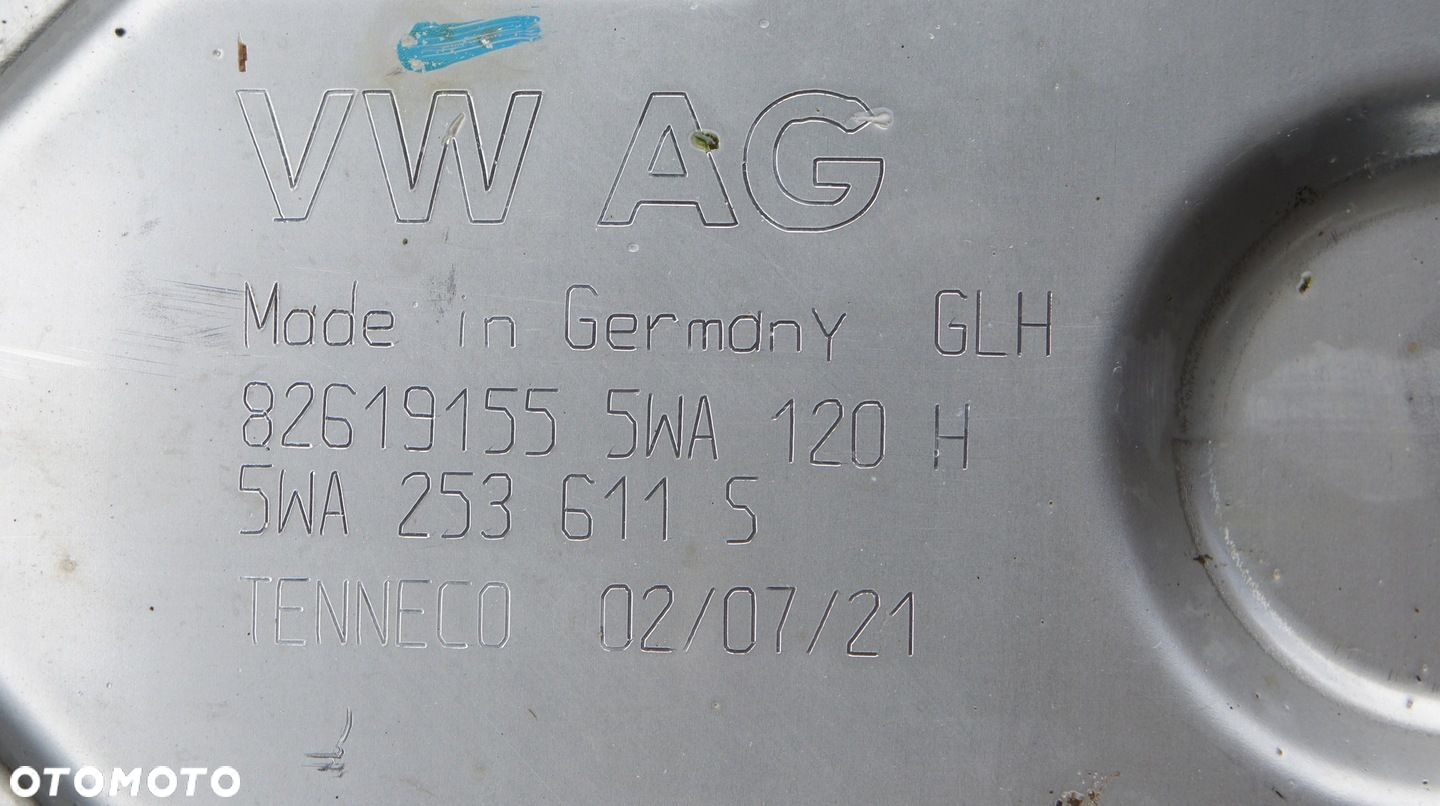 VW AG
Made in Germany GLH
82619155 5WA 120 H
5WA 253 611 S
TENNECO 02/07/21
OTOMOTO